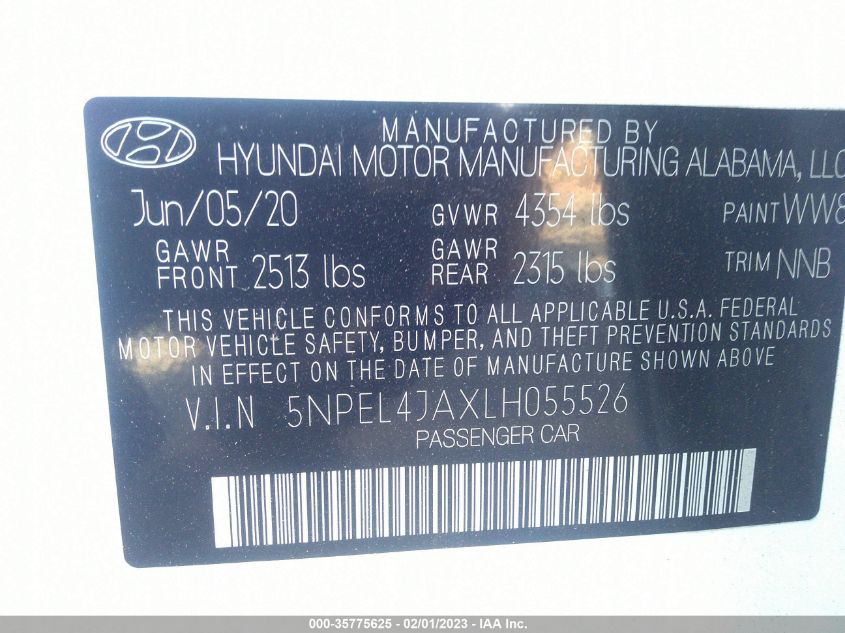 MANUFACTURED BY
HYUNDAI MOTOR MANUFACTURING ALABAMA, LLC
Jun/05/20 GVWR 4354 lbs PAINT WW8
GAWR FRONT 2513 lbs GAWR REAR 2315 lbs TRIM NNB
THIS VEHICLE CONFORMS TO ALL APPLICABLE U.S.A. FEDERAL
MOTOR VEHICLE SAFETY, BUMPER, AND THEFT PREVENTION STANDARDS
IN EFFECT ON THE DATE OF MANUFACTURE SHOWN ABOVE
V.I.N 5NPEL4JAXLH055526
PASSENGER CAR
000-35775625 - 02/01/2023 - IAA Inc.